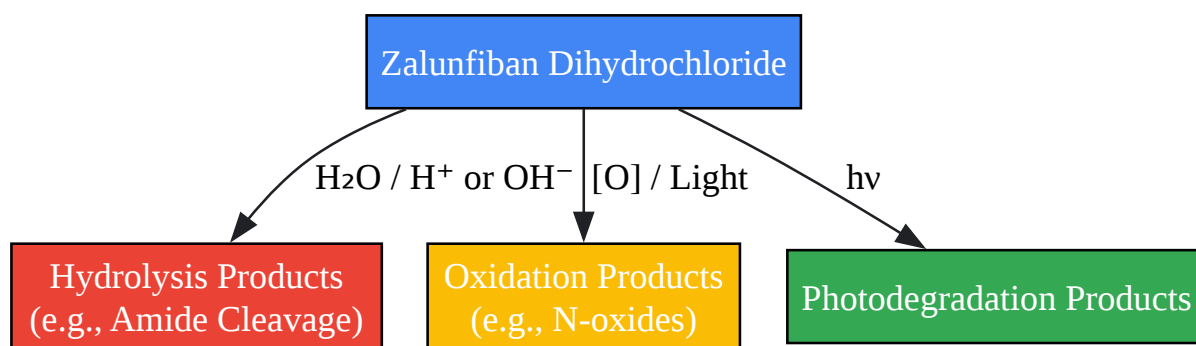 Zalunfiban Dihydrochloride
H₂O / H⁺ or OH⁻
[O] / Light
hν
Hydrolysis Products
(e.g., Amide Cleavage)
Oxidation Products
(e.g., N-oxides)
Photodegradation Products